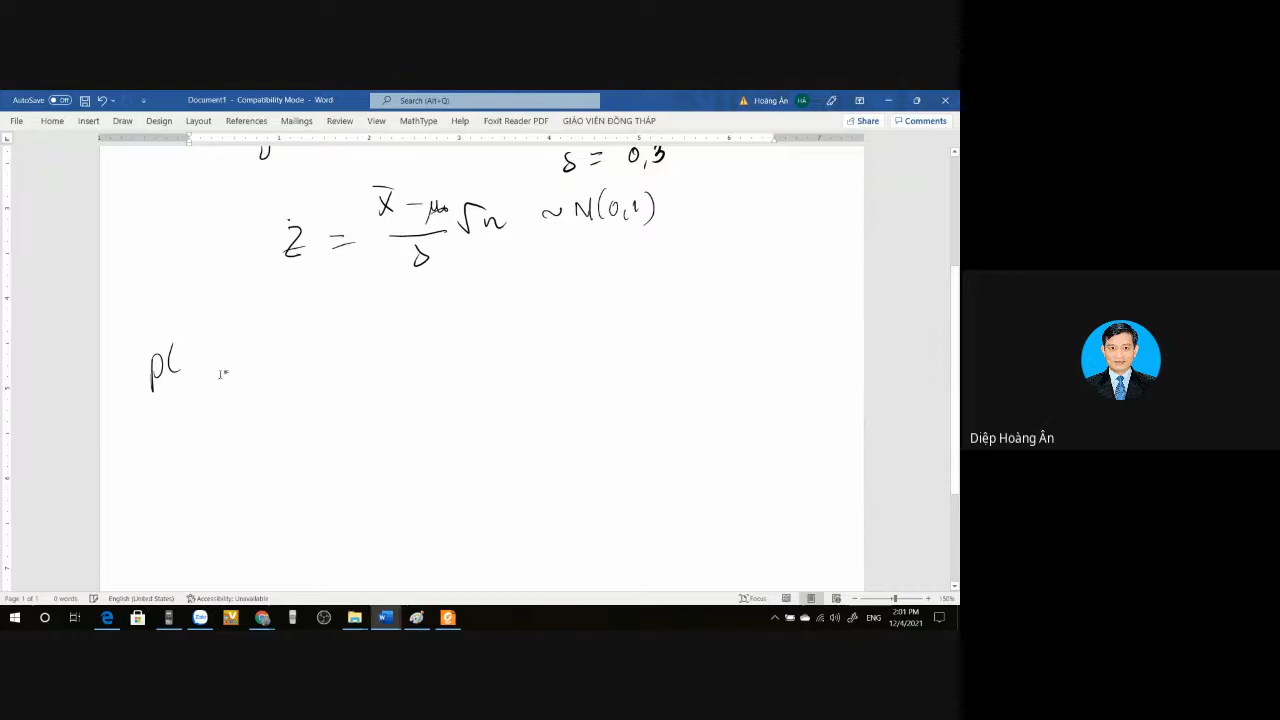 AutoSave Off Document1 - Compatibility Mode - Word Search (Alt+Q) Hoàng Ân HÀ
File Home Insert Draw Design Layout References Mailings Review View MathType Help Foxit Reader PDF GIÁO VIÊN ĐỒNG THÁP Share Comments
s = 0,3
Z = (X̄ - μ₀)/s √n ~ N(0,1)
P(
Diệp Hoàng Ân
Page 1 of 1 0 words English (United States) Accessibility: Unavailable Focus 150%
Zalo ENG 2:01 PM
12/4/2021